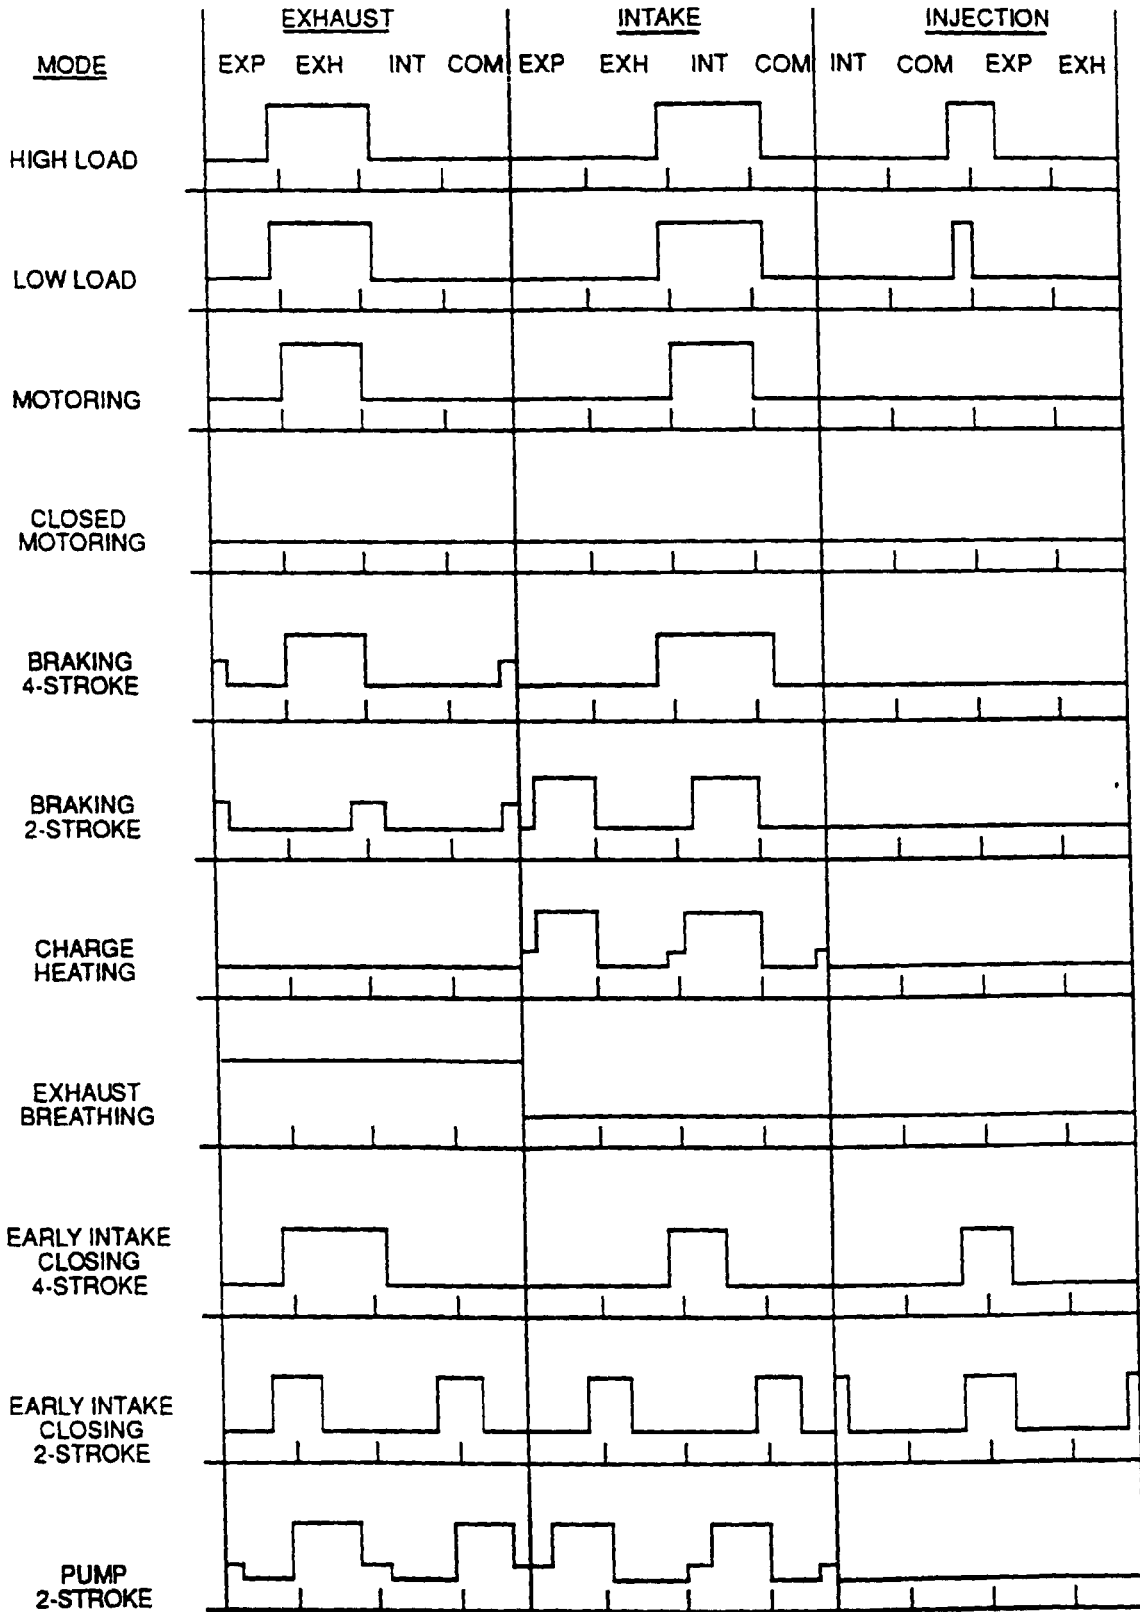 EXHAUST INTAKE INJECTION
MODE EXP EXH INT COM EXP EXH INT COM INT COM EXP EXH
HIGH LOAD
LOW LOAD
MOTORING
CLOSED
MOTORING
BRAKING
4-STROKE
BRAKING
2-STROKE
CHARGE
HEATING
EXHAUST
BREATHING
EARLY INTAKE
CLOSING
4-STROKE
EARLY INTAKE
CLOSING
2-STROKE
PUMP
2-STROKE